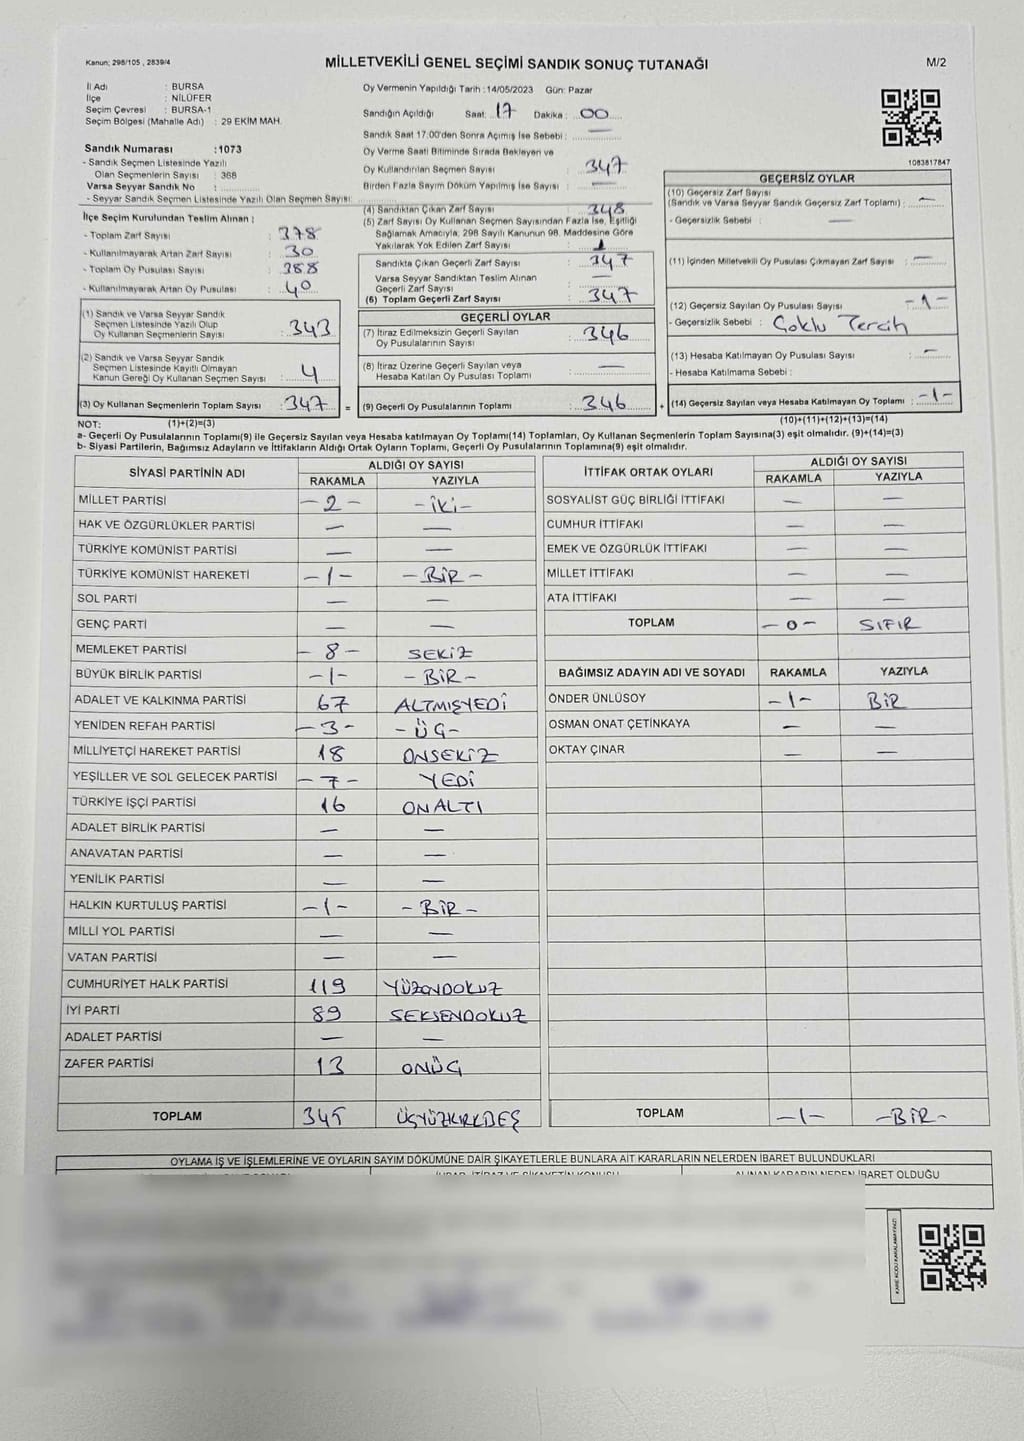 Kanun; 298/105 , 2839/4
MİLLETVEKİLİ GENEL SEÇİMİ SANDIK SONUÇ TUTANAĞI
M/2
İl Adı : BURSA
İlçe : NİLÜFER
Seçim Çevresi : BURSA-1
Seçim Bölgesi (Mahalle Adı) : 29 EKİM MAH.
Sandık Numarası :1073
- Sandık Seçmen Listesinde Yazılı
Olan Seçmenlerin Sayısı : 368
Varsa Seyyar Sandık No :
- Seyyar Sandık Seçmen Listesinde Yazılı Olan Seçmen Sayısı:
İlçe Seçim Kurulundan Teslim Alınan ;
- Toplam Zarf Sayısı : 378
- Kullanılmayarak Artan Zarf Sayısı : 30
- Toplam Oy Pusulası Sayısı : 388
- Kullanılmayarak Artan Oy Pusulası : 40
(1) Sandık ve Varsa Seyyar Sandık
Seçmen Listesinde Yazılı Olup
Oy Kullanan Seçmenlerin Sayısı : 343
(2) Sandık ve Varsa Seyyar Sandık
Seçmen Listesinde Kayıtlı Olmayan
Kanun Gereği Oy Kullanan Seçmen Sayısı : 4
(3) Oy Kullanan Seçmenlerin Toplam Sayısı : 347 =
Oy Vermenin Yapıldığı Tarih :14/05/2023 Gün: Pazar
Sandığın Açıldığı Saat: 17 Dakika : 00
Sandık Saat 17:00'den Sonra Açımış İse Sebebi : —
Oy Verme Saati Bitiminde Sırada Bekleyen ve
Oy Kullandırılan Seçmen Sayısı : 347
Birden Fazla Sayım Döküm Yapılmış İse Sayısı : —
(4) Sandıktan Çıkan Zarf Sayısı : 348
(5) Zarf Sayısı Oy Kullanan Seçmen Sayısından Fazla İse, Eşitliği
Sağlamak Amacıyla, 298 Sayılı Kanunun 98. Maddesine Göre
Yakılarak Yok Edilen Zarf Sayısı : 1
Sandıkta Çıkan Geçerli Zarf Sayısı : 347
Varsa Seyyar Sandıktan Teslim Alınan
Geçerli Zarf Sayısı : —
(6) Toplam Geçerli Zarf Sayısı : 347
GEÇERLİ OYLAR
(7) İtiraz Edilmeksizin Geçerli Sayılan
Oy Pusulalarının Sayısı : 346
(8) İtiraz Üzerine Geçerli Sayılan veya
Hesaba Katılan Oy Pusulası Toplamı : —
(9) Geçerli Oy Pusulalarının Toplamı : 346 +
1083817847
GEÇERSİZ OYLAR
(10) Geçersiz Zarf Sayısı
(Sandık ve Varsa Seyyar Sandık Geçersiz Zarf Toplamı) : —
- Geçersizlik Sebebi : —
(11) İçinden Milletvekili Oy Pusulası Çıkmayan Zarf Sayısı : —
(12) Geçersiz Sayılan Oy Pusulası Sayısı : -1-
- Geçersizlik Sebebi : Çoklu Tercih
(13) Hesaba Katılmayan Oy Pusulası Sayısı : —
- Hesaba Katılmama Sebebi :
(14) Geçersiz Sayılan veya Hesaba Katılmayan Oy Toplamı : -1-
NOT: (1)+(2)=(3) (10)+(11)+(12)+(13)=(14)
a- Geçerli Oy Pusulalarının Toplamı(9) ile Geçersiz Sayılan veya Hesaba katılmayan Oy Toplamı(14) Toplamları, Oy Kullanan Seçmenlerin Toplam Sayısına(3) eşit olmalıdır. (9)+(14)=(3)
b- Siyasi Partilerin, Bağımsız Adayların ve İttifakların Aldığı Ortak Oyların Toplamı, Geçerli Oy Pusulalarının Toplamına(9) eşit olmalıdır.
SİYASİ PARTİNİN ADI ALDIĞI OY SAYISI
RAKAMLA YAZIYLA
MİLLET PARTİSİ -2- -İKİ-
HAK VE ÖZGÜRLÜKLER PARTİSİ — —
TÜRKİYE KOMÜNİST PARTİSİ — —
TÜRKİYE KOMÜNİST HAREKETİ -1- -BİR-
SOL PARTİ — —
GENÇ PARTİ — —
MEMLEKET PARTİSİ -8- SEKİZ
BÜYÜK BİRLİK PARTİSİ -1- -BİR-
ADALET VE KALKINMA PARTİSİ 67 ALTMIŞYEDİ
YENİDEN REFAH PARTİSİ -3- -ÜÇ-
MİLLİYETÇİ HAREKET PARTİSİ 18 ONSEKİZ
YEŞİLLER VE SOL GELECEK PARTİSİ -7- YEDİ
TÜRKİYE İŞÇİ PARTİSİ 16 ONALTI
ADALET BİRLİK PARTİSİ — —
ANAVATAN PARTİSİ — —
YENİLİK PARTİSİ — —
HALKIN KURTULUŞ PARTİSİ -1- -BİR-
MİLLİ YOL PARTİSİ — —
VATAN PARTİSİ — —
CUMHURİYET HALK PARTİSİ 119 YÜZONDOKUZ
İYİ PARTİ 89 SEKSENDOKUZ
ADALET PARTİSİ — —
ZAFER PARTİSİ 13 ONÜÇ
TOPLAM 345 ÜÇYÜZKIRKBEŞ
İTTİFAK ORTAK OYLARI ALDIĞI OY SAYISI
RAKAMLA YAZIYLA
SOSYALİST GÜÇ BİRLİĞİ İTTİFAKI — —
CUMHUR İTTİFAKI — —
EMEK VE ÖZGÜRLÜK İTTİFAKI — —
MİLLET İTTİFAKI — —
ATA İTTİFAKI — —
TOPLAM -0- SIFIR
BAĞIMSIZ ADAYIN ADI VE SOYADI RAKAMLA YAZIYLA
ÖNDER ÜNLÜSOY -1- BİR
OSMAN ONAT ÇETİNKAYA — —
OKTAY ÇINAR — —
TOPLAM -1- -BİR-
OYLAMA İŞ VE İŞLEMLERİNE VE OYLARIN SAYIM DÖKÜMÜNE DAİR ŞİKAYETLERLE BUNLARA AİT KARARLARIN NELERDEN İBARET BULUNDUKLARI
ALINAN KARARIN NEDEN İBARET OLDUĞU